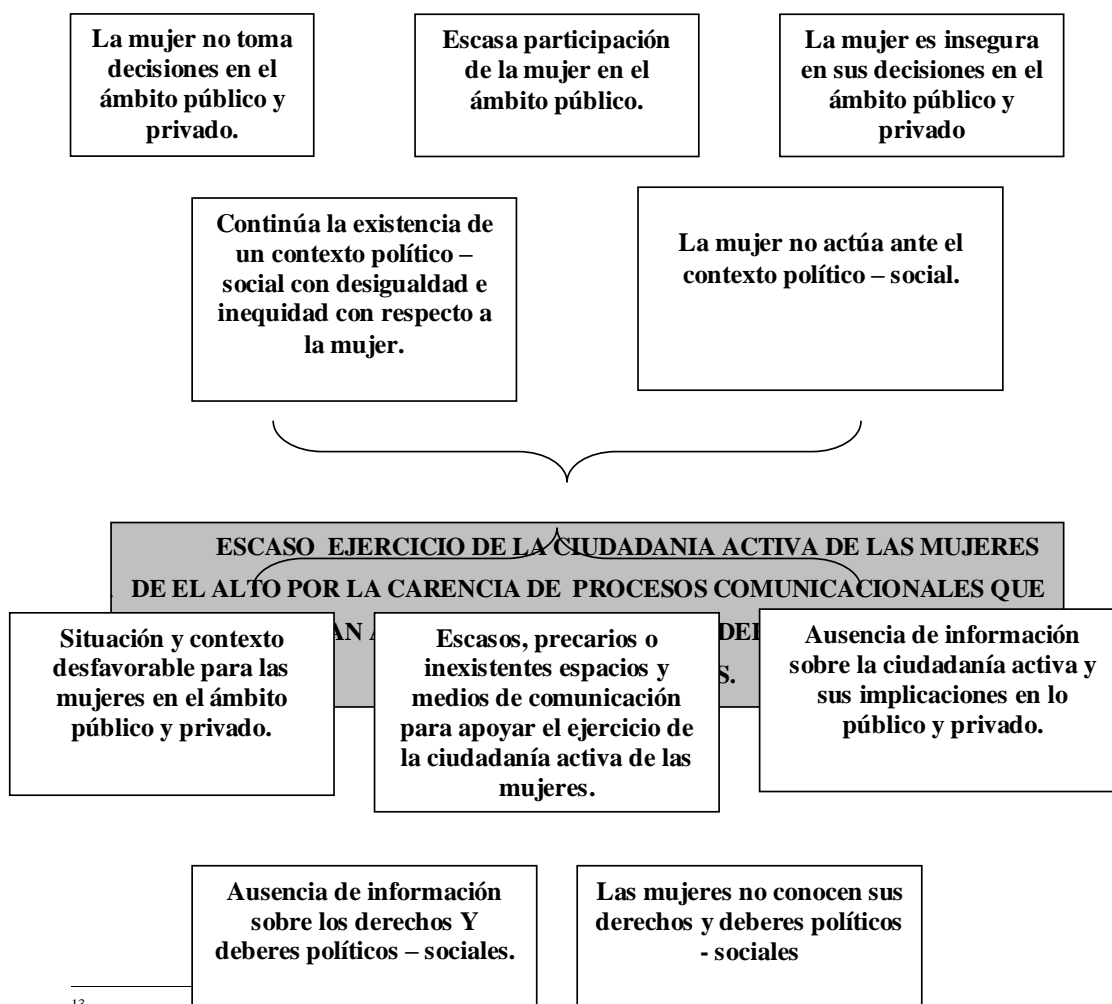 La mujer no toma
decisiones en el
ámbito público y
privado.
Escasa participación
de la mujer en el
ámbito público.
La mujer es insegura
en sus decisiones en el
ámbito público y
privado
Continúa la existencia de
un contexto político –
social con desigualdad e
inequidad con respecto a
la mujer.
La mujer no actúa ante el
contexto político – social.
ESCASO EJERCICIO DE LA CIUDADANIA ACTIVA DE LAS MUJERES
DE EL ALTO POR LA CARENCIA DE PROCESOS COMUNICACIONALES QUE
Situación y contexto
desfavorable para las
mujeres en el ámbito
público y privado.
Escasos, precarios o
inexistentes espacios y
medios de comunicación
para apoyar el ejercicio de
la ciudadanía activa de las
mujeres.
Ausencia de información
sobre la ciudadanía activa y
sus implicaciones en lo
público y privado.
Ausencia de información
sobre los derechos Y
deberes políticos – sociales.
Las mujeres no conocen sus
derechos y deberes políticos
- sociales
13